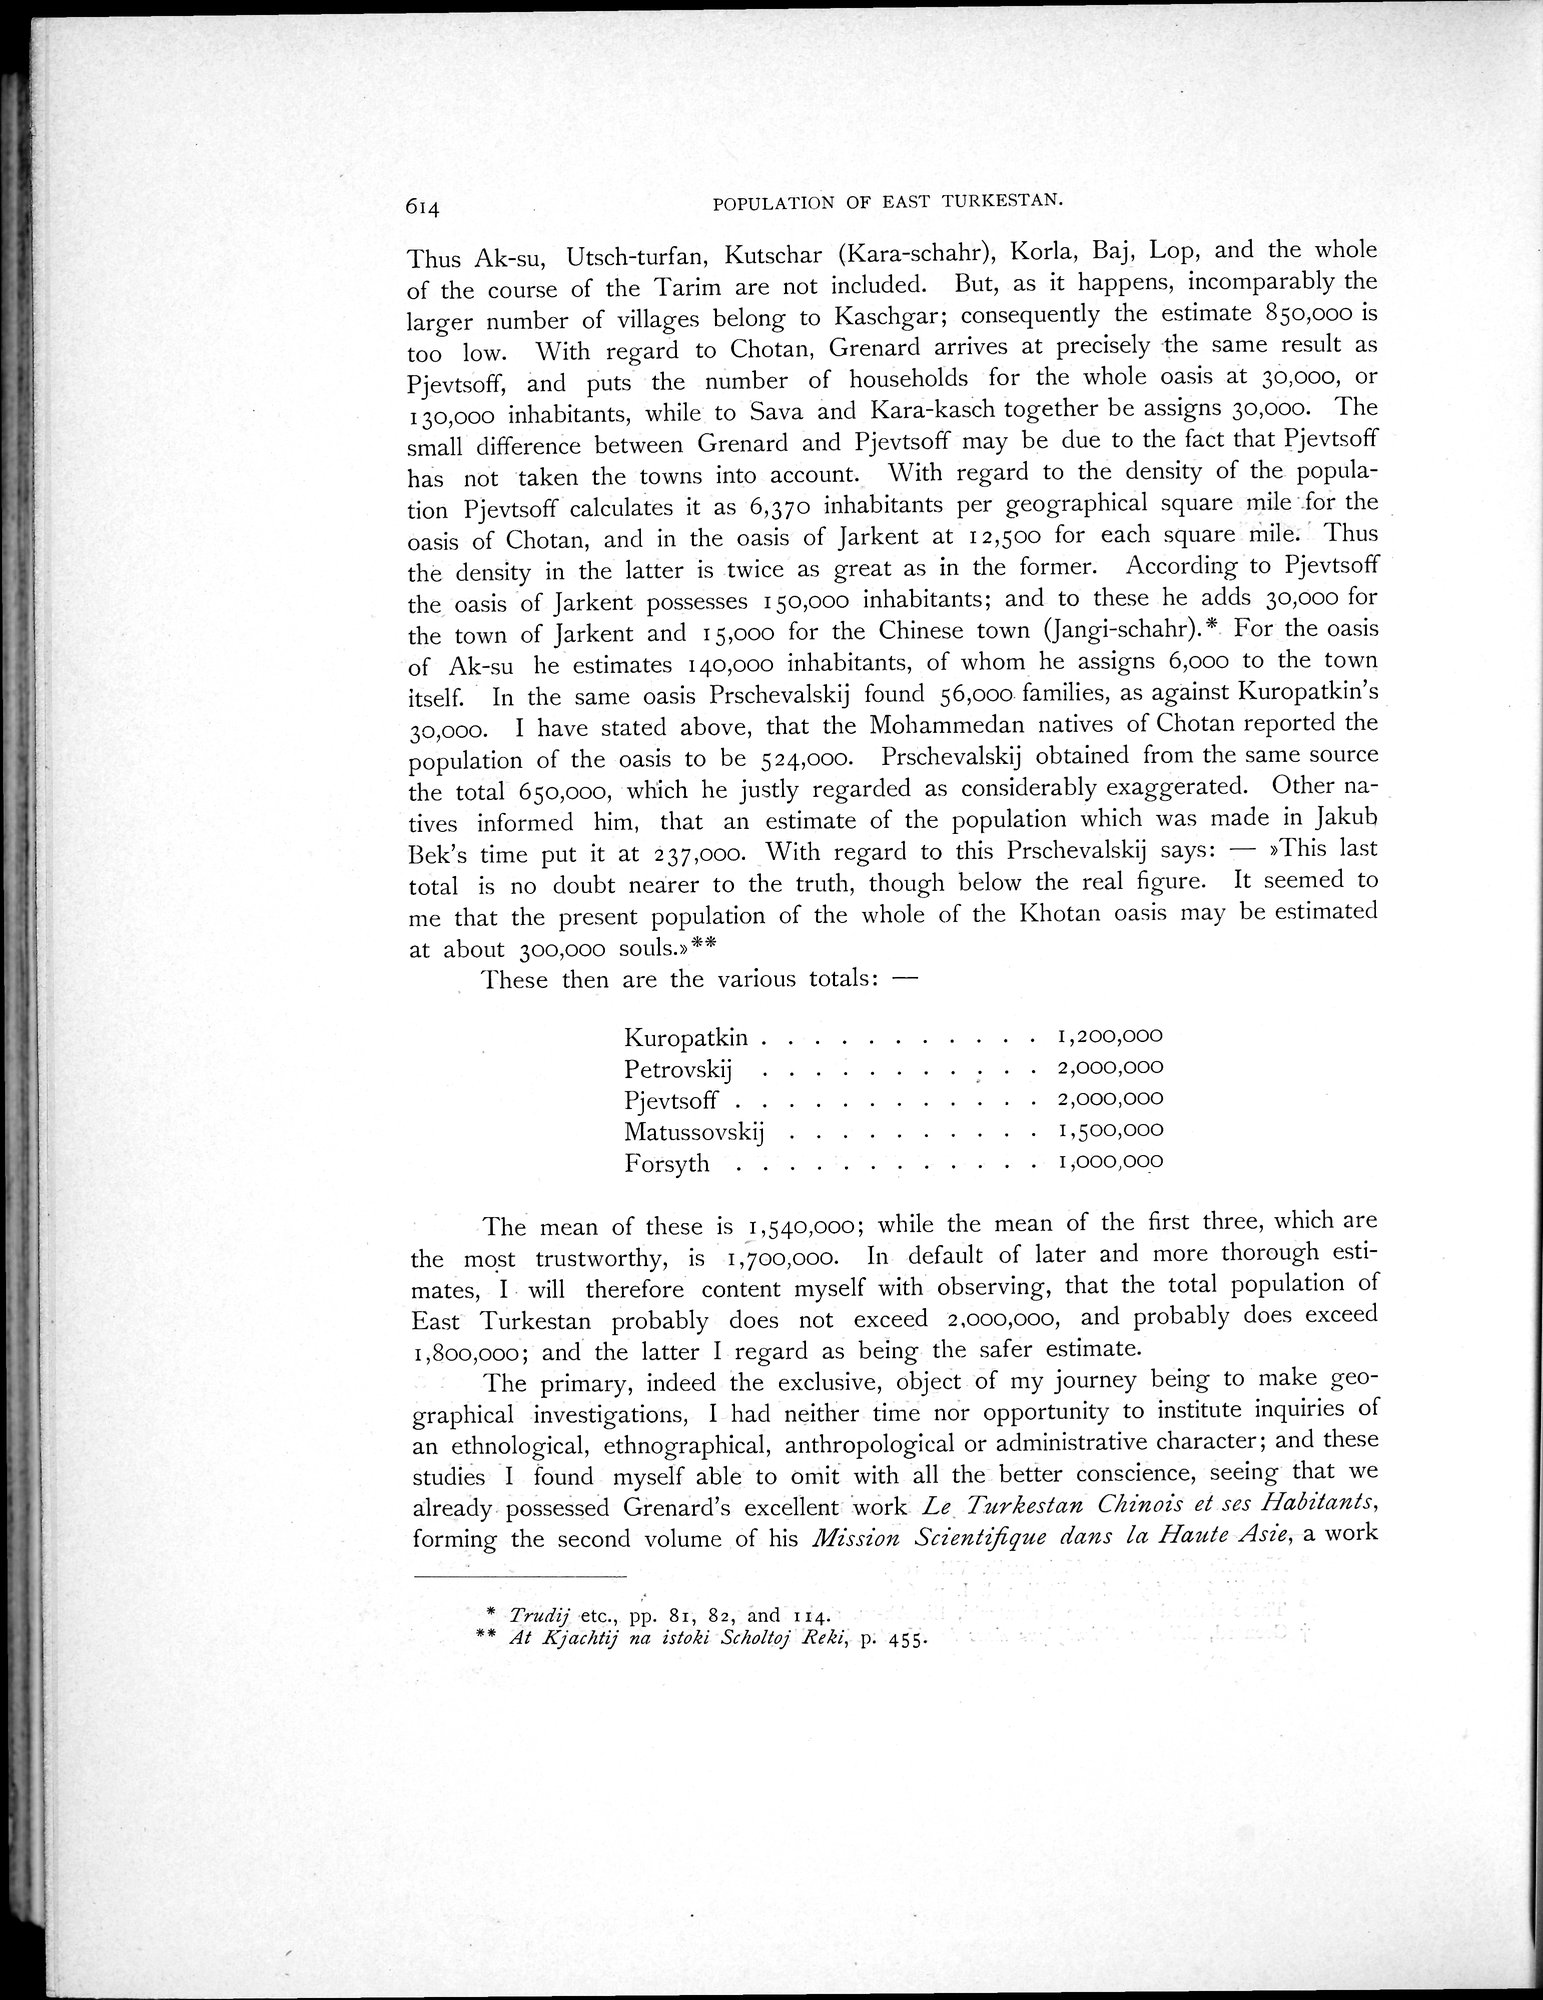 614 POPULATION OF EAST TURKESTAN.
Thus Ak-su, Utsch-turfan, Kutschar (Kara-schahr), Korla, Baj, Lop, and the whole
of the course of the Tarim are not included. But, as it happens, incomparably the
larger number of villages belong to Kaschgar; consequently the estimate 850,000 is
too low. With regard to Chotan, Grenard arrives at precisely the same result as
Pjevtsoff, and puts the number of households for the whole oasis at 30,000, or
130,000 inhabitants, while to Sava and Kara-kasch together be assigns 30,000. The
small difference between Grenard and Pjevtsoff may be due to the fact that Pjevtsoff
has not taken the towns into account. With regard to the density of the popula-
tion Pjevtsoff calculates it as 6,370 inhabitants per geographical square mile for the
oasis of Chotan, and in the oasis of Jarkent at 12,500 for each square mile. Thus
the density in the latter is twice as great as in the former. According to Pjevtsoff
the oasis of Jarkent possesses 150,000 inhabitants; and to these he adds 30,000 for
the town of Jarkent and 15,000 for the Chinese town (Jangi-schahr).* For the oasis
of Ak-su he estimates 140,000 inhabitants, of whom he assigns 6,000 to the town
itself. In the same oasis Prschevalskij found 56,000 families, as against Kuropatkin's
30,000. I have stated above, that the Mohammedan natives of Chotan reported the
population of the oasis to be 524,000. Prschevalskij obtained from the same source
the total 650,000, which he justly regarded as considerably exaggerated. Other na-
tives informed him, that an estimate of the population which was made in Jakub
Bek's time put it at 237,000. With regard to this Prschevalskij says: — »This last
total is no doubt nearer to the truth, though below the real figure. It seemed to
me that the present population of the whole of the Khotan oasis may be estimated
at about 300,000 souls.»**
These then are the various totals: —
Kuropatkin . . . . . . . . . . . 1,200,000
Petrovskij . . . . . . . . . . . 2,000,000
Pjevtsoff . . . . . . . . . . . . 2,000,000
Matussovskij . . . . . . . . . . 1,500,000
Forsyth . . . . . . . . . . . . 1,000,000
The mean of these is 1,540,000; while the mean of the first three, which are
the most trustworthy, is 1,700,000. In default of later and more thorough esti-
mates, I will therefore content myself with observing, that the total population of
East Turkestan probably does not exceed 2,000,000, and probably does exceed
1,800,000; and the latter I regard as being the safer estimate.
The primary, indeed the exclusive, object of my journey being to make geo-
graphical investigations, I had neither time nor opportunity to institute inquiries of
an ethnological, ethnographical, anthropological or administrative character; and these
studies I found myself able to omit with all the better conscience, seeing that we
already possessed Grenard's excellent work Le Turkestan Chinois et ses Habitants,
forming the second volume of his Mission Scientifique dans la Haute Asie, a work
* Trudij etc., pp. 81, 82, and 114.
** At Kjachtij na istoki Scholtoj Reki, p. 455.